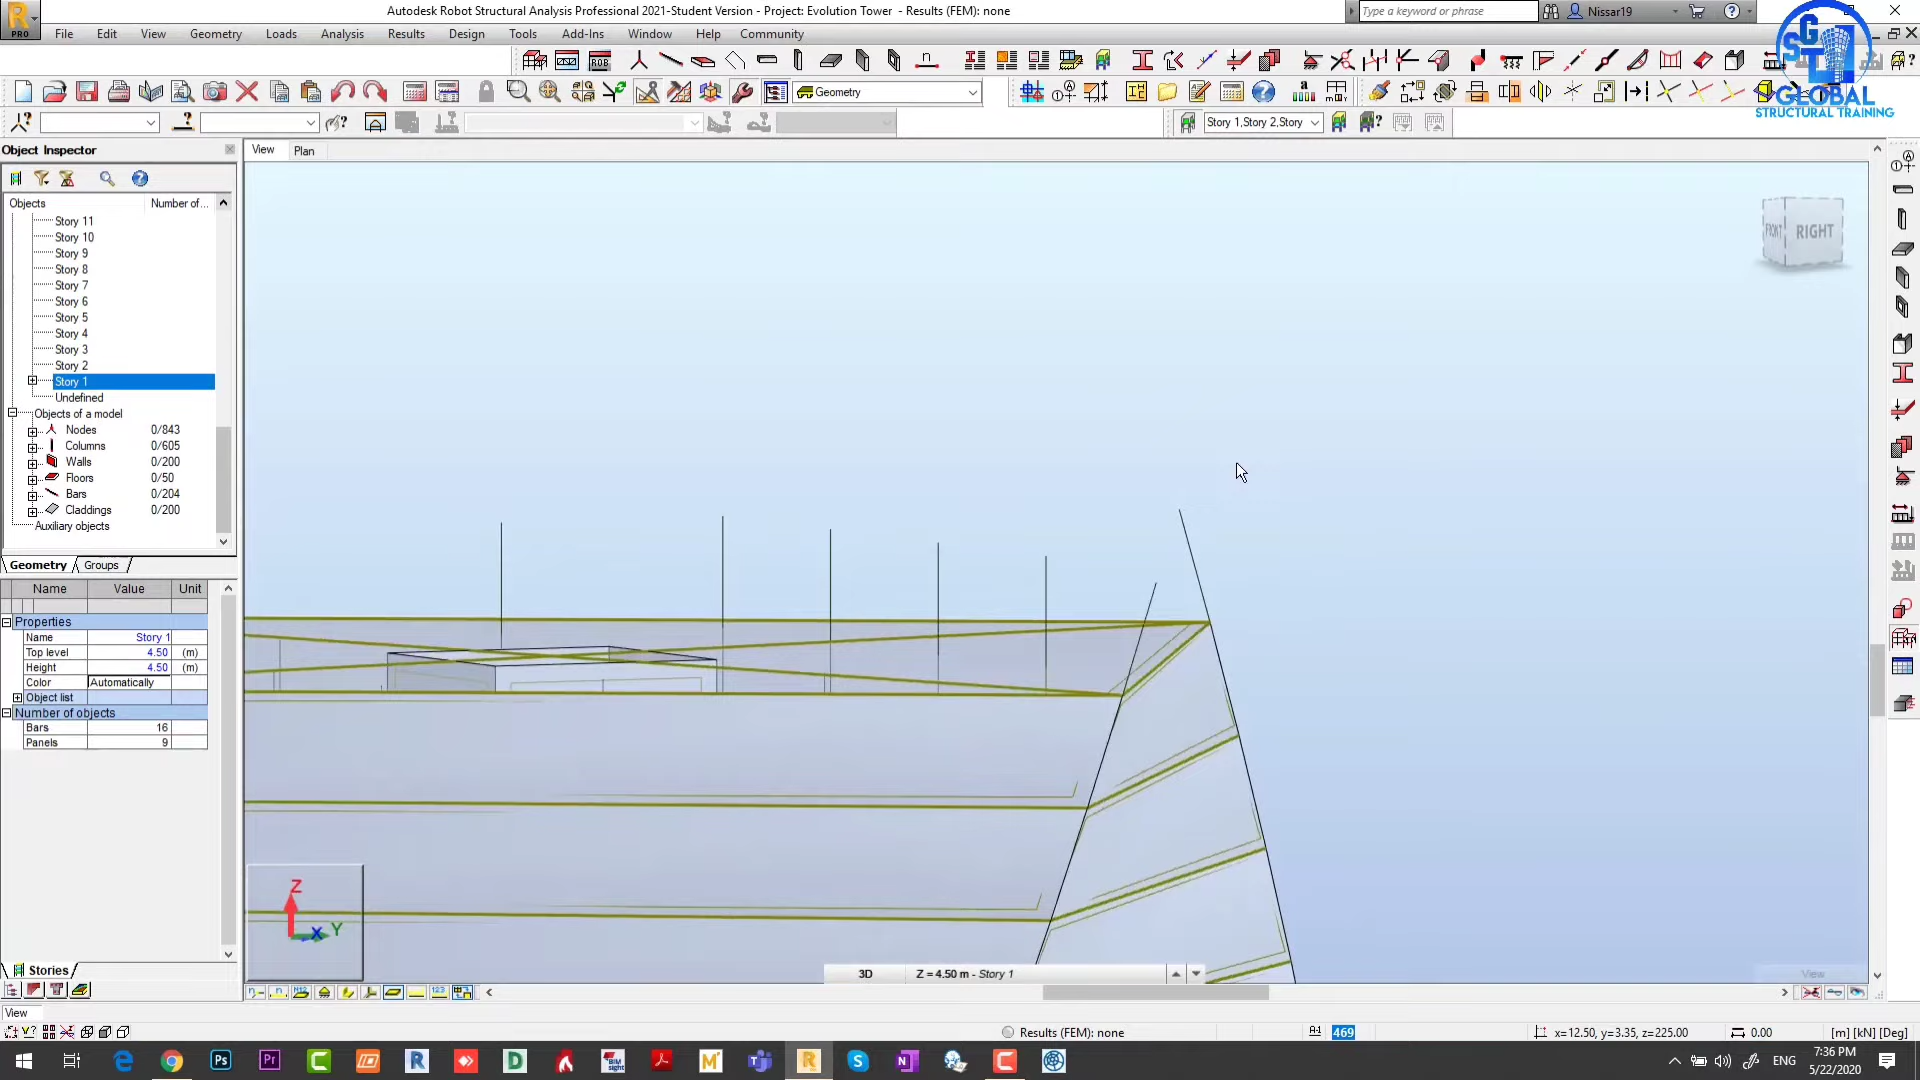 Autodesk Robot Structural Analysis Professional 2021-Student Version - Project: Evolution Tower - Results (FEM): none
Type a keyword or phrase
Nissar19
PRO
File Edit View Geometry Loads Analysis Results Design Tools Add-Ins Window Help Community
GLOBAL
STRUCTURAL TRAINING
Geometry
Story 1,Story 2,Story
Object Inspector
View Plan
Objects Number of...
Story 11
Story 10
Story 9
Story 8
Story 7
Story 6
Story 5
Story 4
Story 3
Story 2
Story 1
Undefined
Objects of a model
Nodes 0/843
Columns 0/605
Walls 0/200
Floors 0/50
Bars 0/204
Claddings 0/200
Auxiliary objects
Geometry Groups
Name Value Unit
Properties
Name Story 1
Top level 4.50 (m)
Height 4.50 (m)
Color Automatically
Object list
Number of objects
Bars 16
Panels 9
FRONT RIGHT
Z
X Y
3D Z = 4.50 m - Story 1
View
Stories
View
Results (FEM): none
469
x=12.50, y=3.35, z=225.00
0.00
[m] [kN] [Deg]
ENG
7:36 PM
5/22/2020